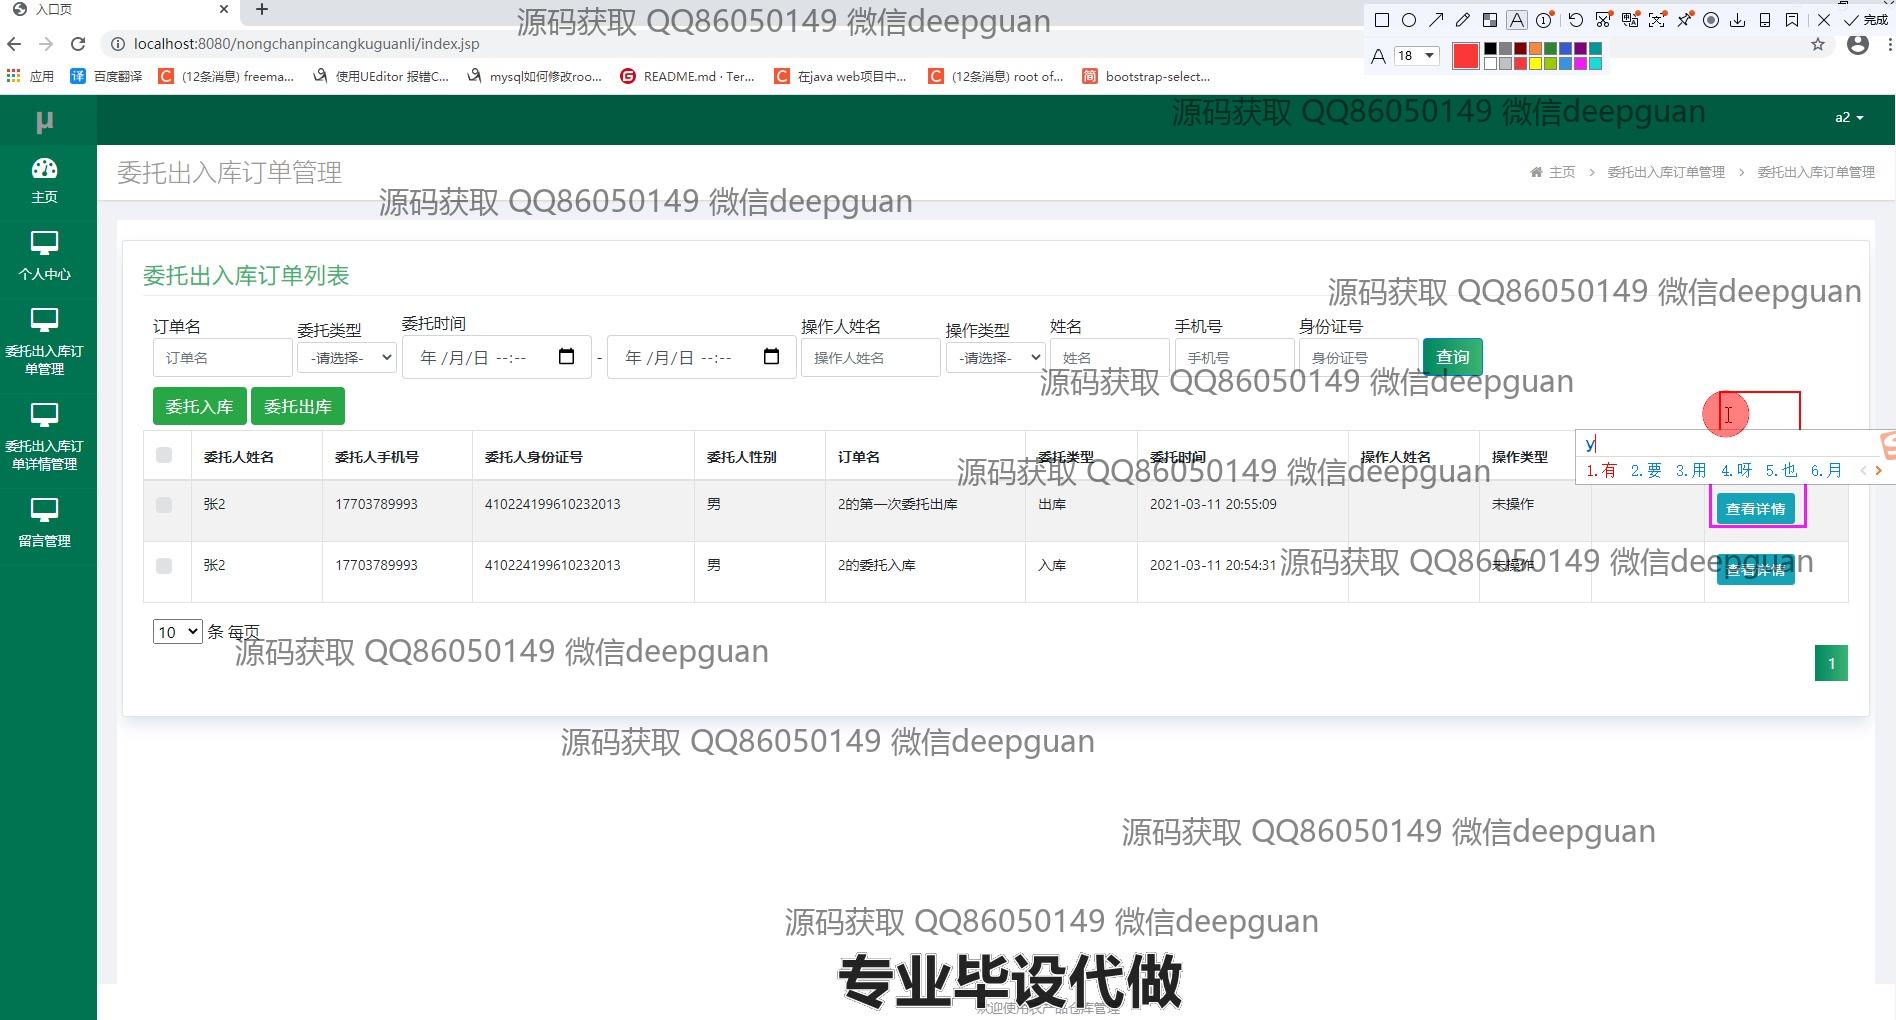 入口页
完成
localhost:8080/nongchanpincangkuguanli/index.jsp
A 18
应用 百度翻译 (12条消息) freema... 使用UEditor 报错C... mysql如何修改roo... README.md · Ter... 在java web项目中... (12条消息) root of... bootstrap-select...
源码获取 QQ86050149 微信deepguan
μ
源码获取 QQ86050149 微信deepguan
a2
委托出入库订单管理
主页 > 委托出入库订单管理 > 委托出入库订单管理
源码获取 QQ86050149 微信deepguan
主页
个人中心
委托出入库订
单管理
委托出入库订
单详情管理
留言管理
委托出入库订单列表
源码获取 QQ86050149 微信deepguan
订单名 委托类型 委托时间 操作人姓名 操作类型 姓名 手机号 身份证号
订单名 -请选择- 年 /月/日 --:-- - 年 /月/日 --:-- 操作人姓名 -请选择- 姓名 手机号 身份证号 查询
源码获取 QQ86050149 微信deepguan
委托入库 委托出库
y
1.有 2.要 3.用 4.呀 5.也 6.月
委托人姓名 委托人手机号 委托人身份证号 委托人性别 订单名 委托类型 委托时间 操作人姓名 操作类型
源码获取 QQ86050149 微信deepguan
张2 17703789993 410224199610232013 男 2的第一次委托出库 出库 2021-03-11 20:55:09 未操作 查看详情
张2 17703789993 410224199610232013 男 2的委托入库 入库 2021-03-11 20:54:31 未操作 查看详情
源码获取 QQ86050149 微信deepguan
10 条 每页
源码获取 QQ86050149 微信deepguan
1
源码获取 QQ86050149 微信deepguan
源码获取 QQ86050149 微信deepguan
源码获取 QQ86050149 微信deepguan
专业毕设代做
欢迎使用农产品仓库管理